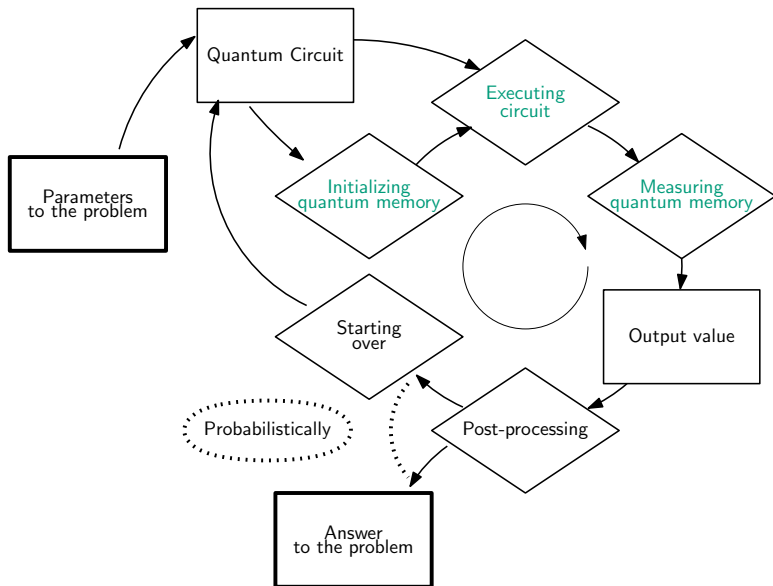 Quantum Circuit
Executing
circuit
Parameters
to the problem
Initializing
quantum memory
Measuring
quantum memory
Starting
over
Output value
Probabilistically
Post-processing
Answer
to the problem